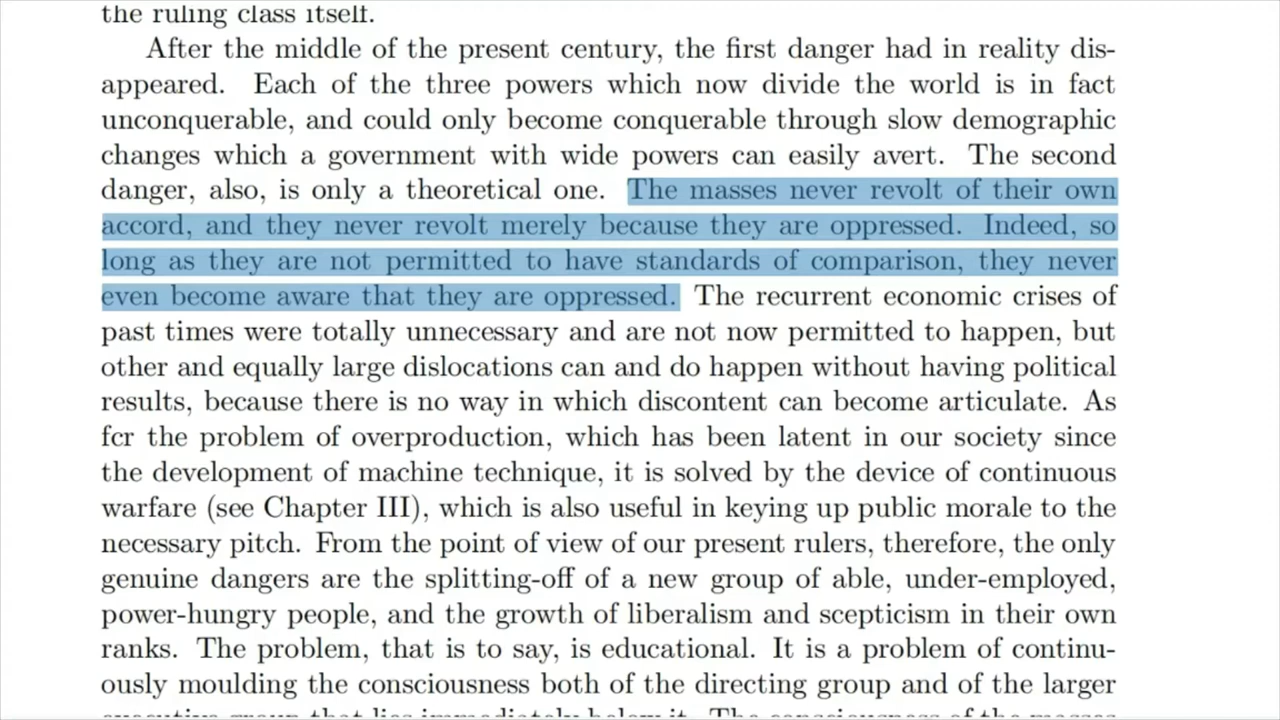 the ruling class itself.
After the middle of the present century, the first danger had in reality dis-
appeared. Each of the three powers which now divide the world is in fact
unconquerable, and could only become conquerable through slow demographic
changes which a government with wide powers can easily avert. The second
danger, also, is only a theoretical one. The masses never revolt of their own
accord, and they never revolt merely because they are oppressed. Indeed, so
long as they are not permitted to have standards of comparison, they never
even become aware that they are oppressed. The recurrent economic crises of
past times were totally unnecessary and are not now permitted to happen, but
other and equally large dislocations can and do happen without having political
results, because there is no way in which discontent can become articulate. As
fcr the problem of overproduction, which has been latent in our society since
the development of machine technique, it is solved by the device of continuous
warfare (see Chapter III), which is also useful in keying up public morale to the
necessary pitch. From the point of view of our present rulers, therefore, the only
genuine dangers are the splitting-off of a new group of able, under-employed,
power-hungry people, and the growth of liberalism and scepticism in their own
ranks. The problem, that is to say, is educational. It is a problem of continu-
ously moulding the consciousness both of the directing group and of the larger